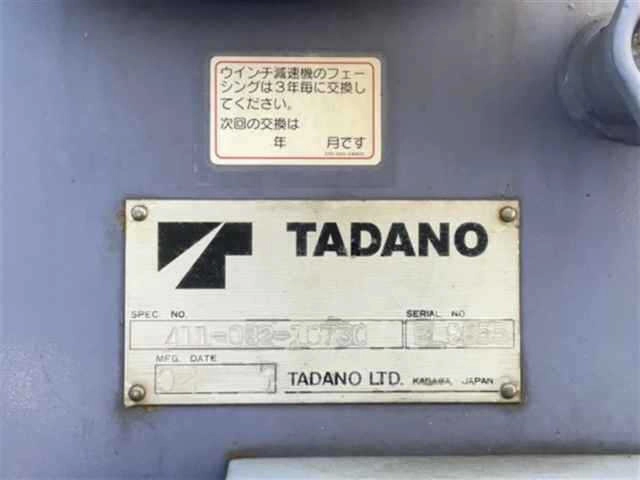 ウインチ減速機のフェー
シングは3年毎に交換し
てください。
次回の交換は
年 月です
TADANO
SPEC. NO.
SERIAL NO
MFG. DATE
TADANO LTD. KAGAWA, JAPAN